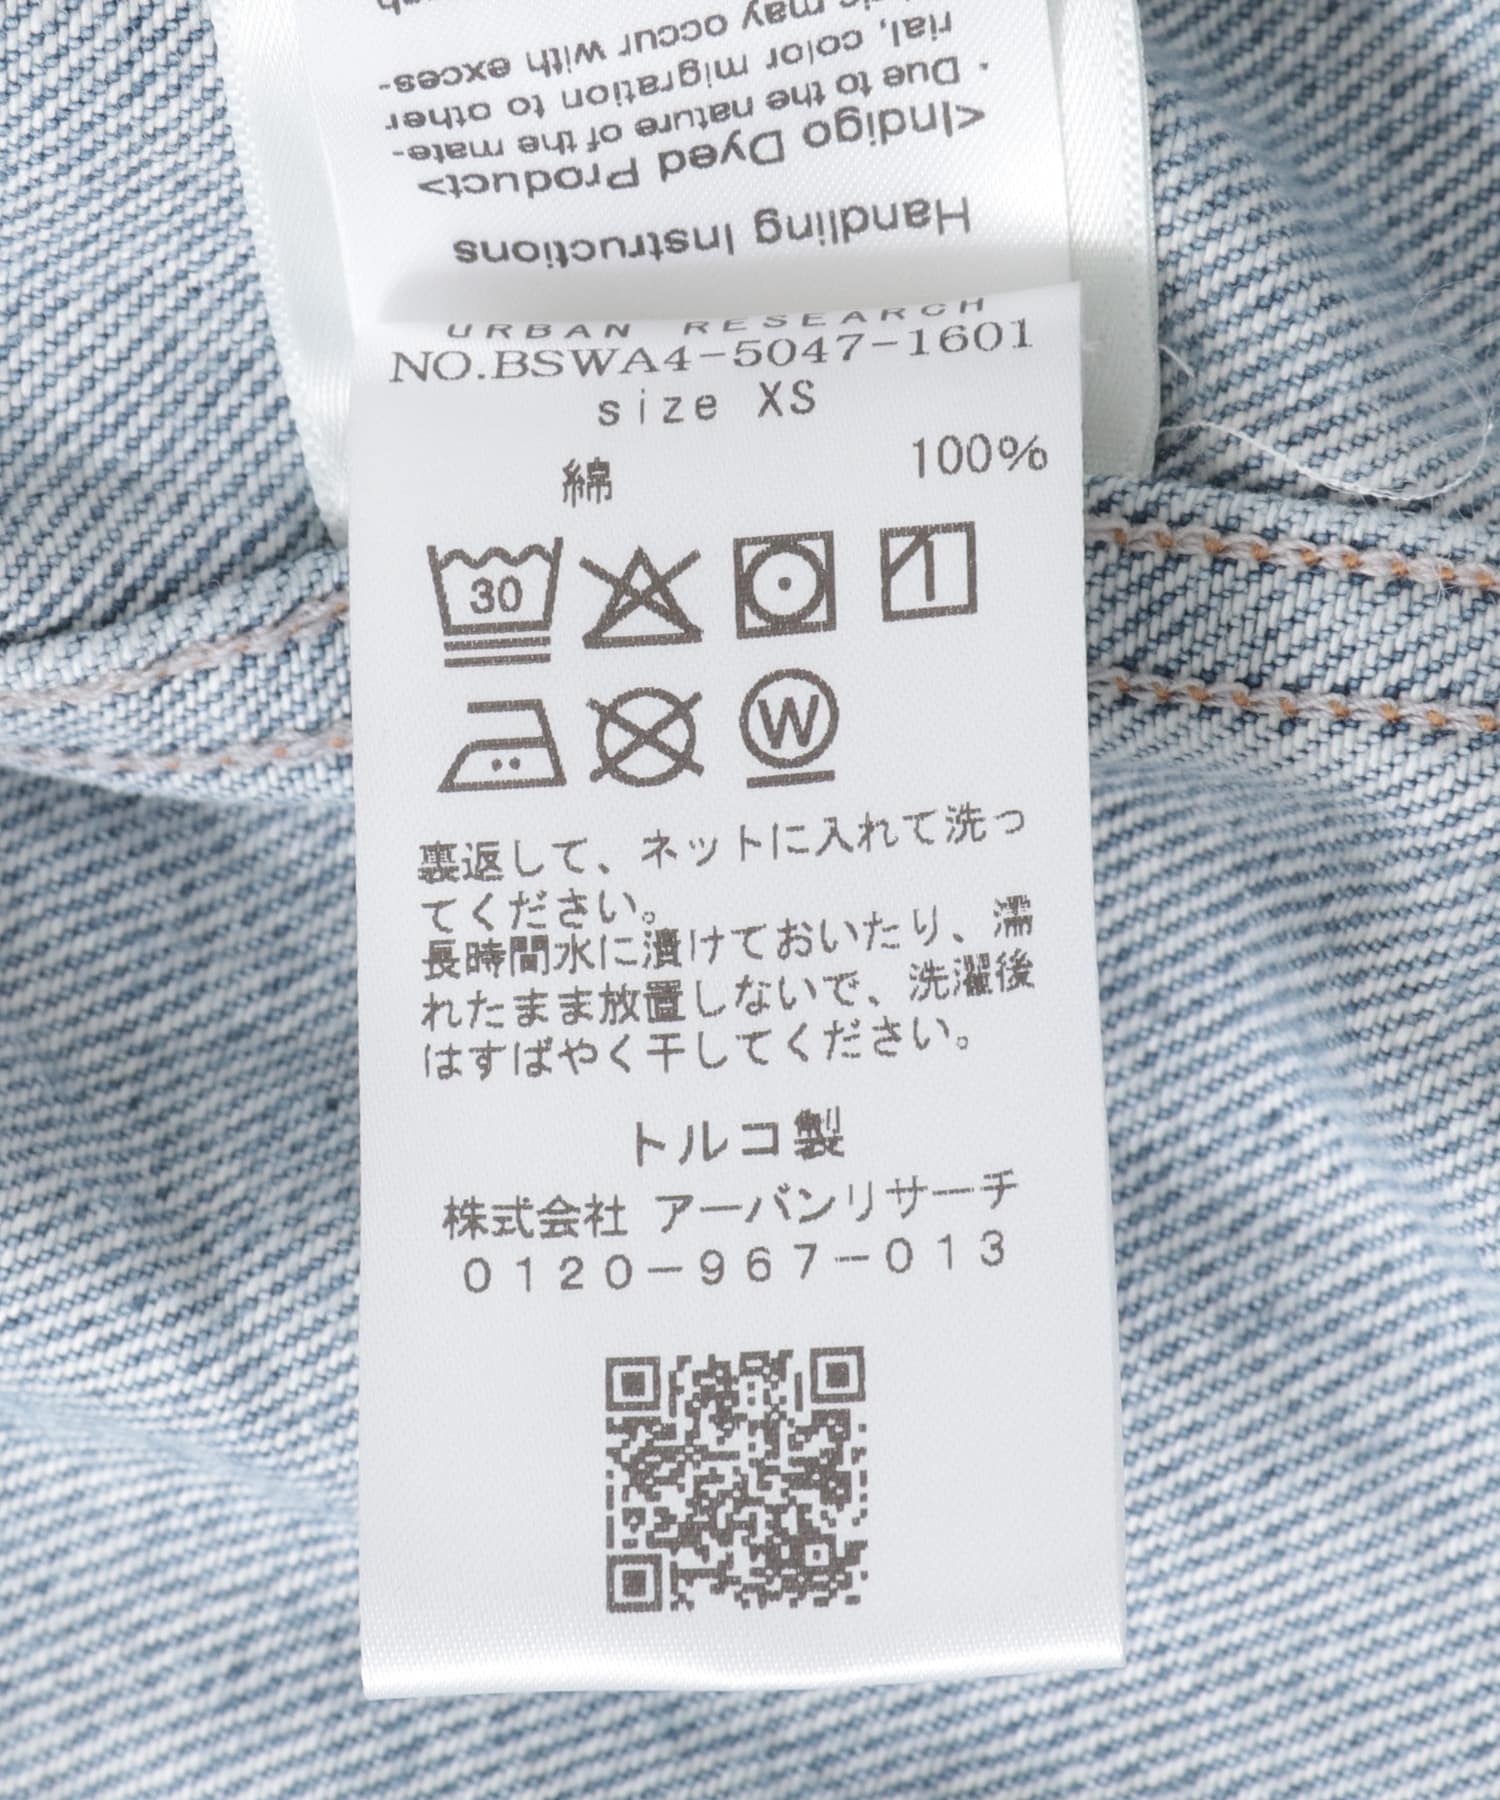 Handling Instructions
<Indigo Dyed Product>
・Due to the nature of the mate-
rial, color migration to other
may occur with exces-
URBAN RESEARCH
NO.BSWA4-5047-1601
size XS
綿 100%
30
W
裏返して、ネットに入れて洗っ
てください。
長時間水に漬けておいたり、濡
れたまま放置しないで、洗濯後
はすばやく干してください。
トルコ製
株式会社 アーバンリサーチ
0120-967-013